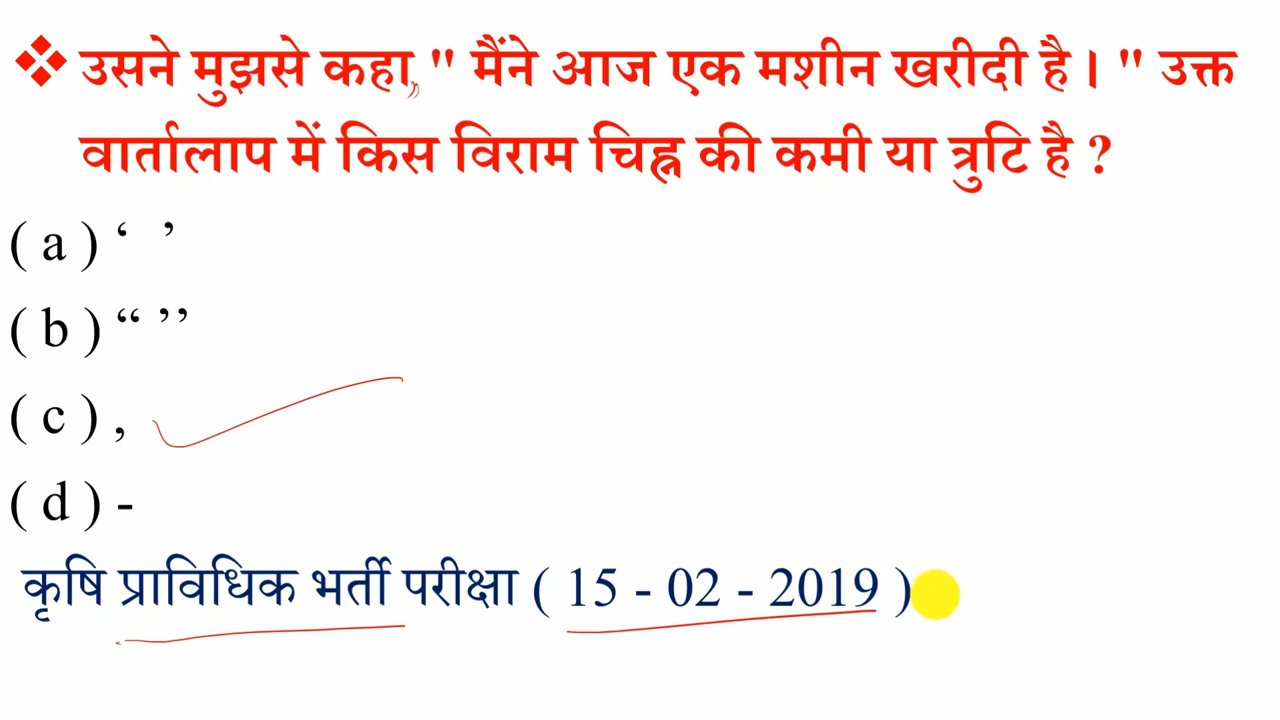 ❖ उसने मुझसे कहा, " मैंने आज एक मशीन खरीदी है । " उक्त
वार्तालाप में किस विराम चिह्न की कमी या त्रुटि है ?
( a ) ‘ ’
( b ) “ ’’
( c ) ,
( d ) -
कृषि प्राविधिक भर्ती परीक्षा ( 15 - 02 - 2019 )